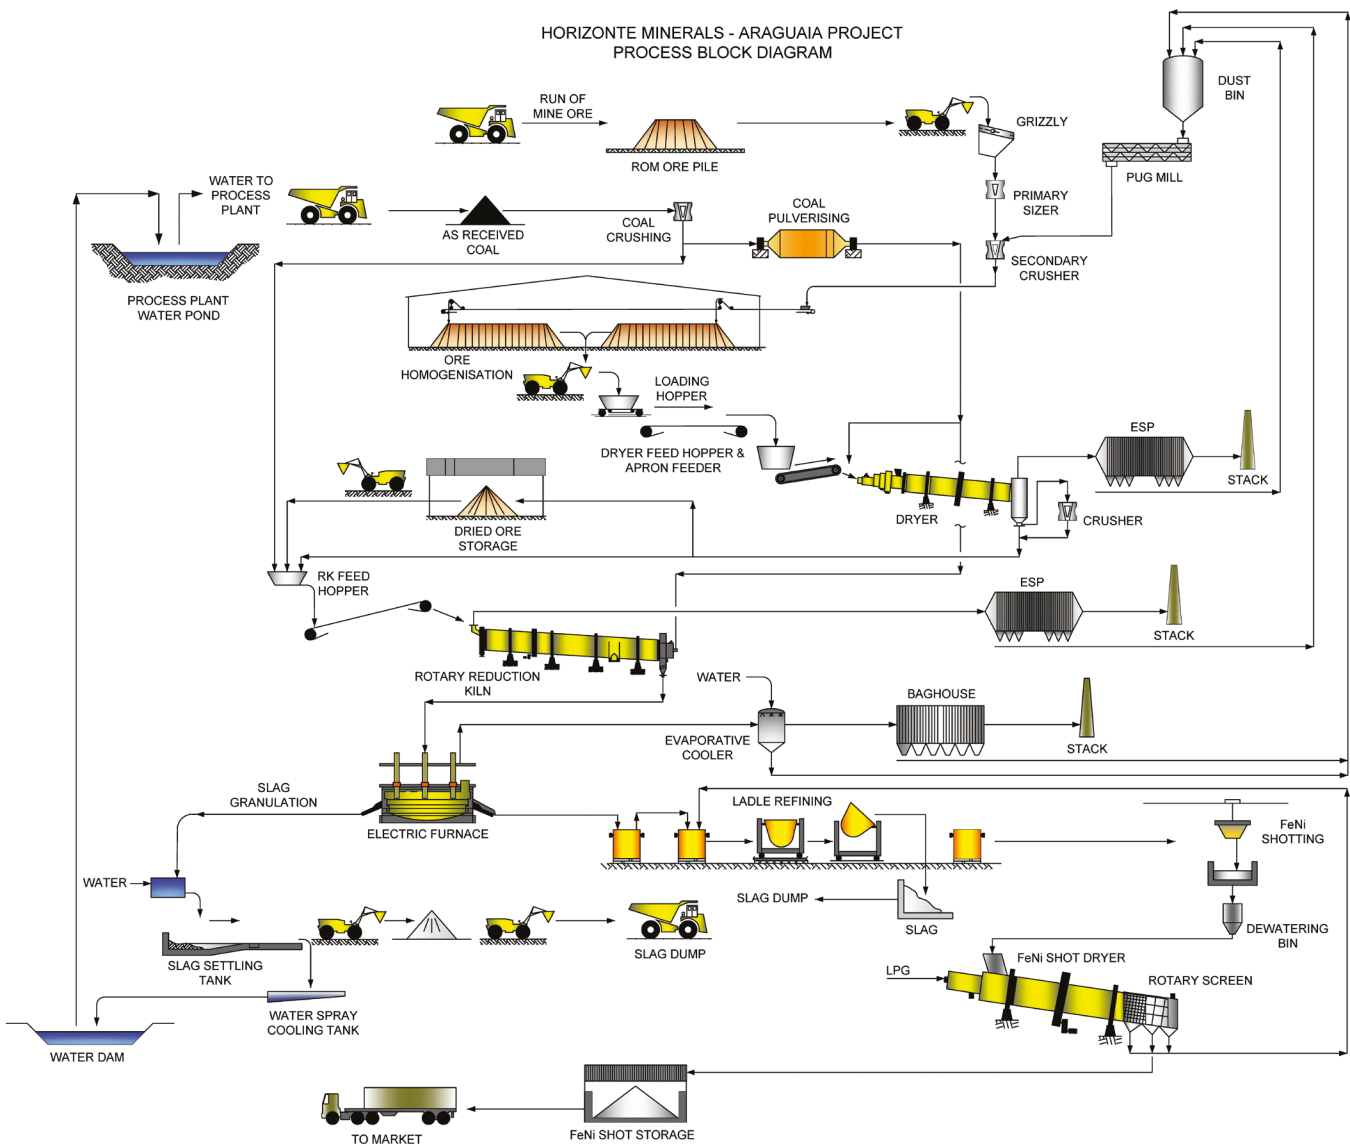 HORIZONTE MINERALS - ARAGUAIA PROJECT
PROCESS BLOCK DIAGRAM
DUST
BIN
RUN OF
MINE ORE
GRIZZLY
ROM ORE PILE
PUG MILL
WATER TO
PROCESS
PLANT
PRIMARY
SIZER
COAL
PULVERISING
AS RECEIVED
COAL
COAL
CRUSHING
SECONDARY
CRUSHER
PROCESS PLANT
WATER POND
ORE
HOMOGENISATION
LOADING
HOPPER
DRYER FEED HOPPER &
APRON FEEDER
ESP
STACK
DRYER
CRUSHER
DRIED ORE
STORAGE
RK FEED
HOPPER
ESP
STACK
ROTARY REDUCTION
KILN
WATER
BAGHOUSE
EVAPORATIVE
COOLER
STACK
SLAG
GRANULATION
ELECTRIC FURNACE
LADLE REFINING
FeNi
SHOTTING
WATER
SLAG DUMP
SLAG
DEWATERING
BIN
SLAG DUMP
SLAG SETTLING
TANK
FeNi SHOT DRYER
LPG
ROTARY SCREEN
WATER SPRAY
COOLING TANK
WATER DAM
TO MARKET
FeNi SHOT STORAGE